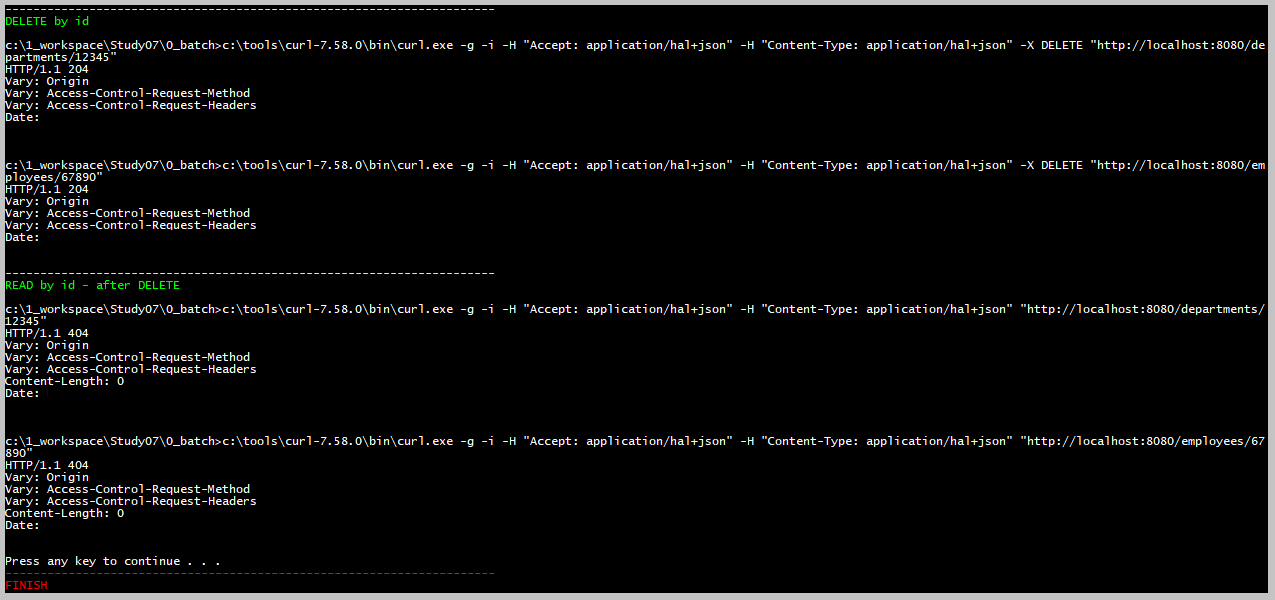 ----------------------------------------------------------------------
DELETE by id
c:\1_workspace\Study07\0_batch>c:\tools\curl-7.58.0\bin\curl.exe -g -i -H "Accept: application/hal+json" -H "Content-Type: application/hal+json" -X DELETE "http://localhost:8080/de
partments/12345"
HTTP/1.1 204
Vary: Origin
Vary: Access-Control-Request-Method
Vary: Access-Control-Request-Headers
Date:
c:\1_workspace\Study07\0_batch>c:\tools\curl-7.58.0\bin\curl.exe -g -i -H "Accept: application/hal+json" -H "Content-Type: application/hal+json" -X DELETE "http://localhost:8080/em
ployees/67890"
HTTP/1.1 204
Vary: Origin
Vary: Access-Control-Request-Method
Vary: Access-Control-Request-Headers
Date:
----------------------------------------------------------------------
READ by id - after DELETE
c:\1_workspace\Study07\0_batch>c:\tools\curl-7.58.0\bin\curl.exe -g -i -H "Accept: application/hal+json" -H "Content-Type: application/hal+json" "http://localhost:8080/departments/
12345"
HTTP/1.1 404
Vary: Origin
Vary: Access-Control-Request-Method
Vary: Access-Control-Request-Headers
Content-Length: 0
Date:
c:\1_workspace\Study07\0_batch>c:\tools\curl-7.58.0\bin\curl.exe -g -i -H "Accept: application/hal+json" -H "Content-Type: application/hal+json" "http://localhost:8080/employees/67
890"
HTTP/1.1 404
Vary: Origin
Vary: Access-Control-Request-Method
Vary: Access-Control-Request-Headers
Content-Length: 0
Date:
Press any key to continue . . .
----------------------------------------------------------------------
FINISH